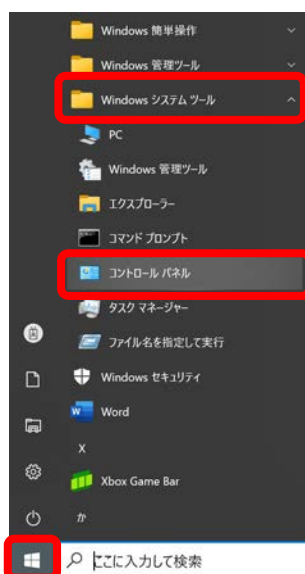 Windows 簡単操作
Windows 管理ツール
Windows システム ツール
PC
Windows 管理ツール
エクスプローラー
コマンド プロンプト
コントロール パネル
タスク マネージャー
ファイル名を指定して実行
Windows セキュリティ
Word
X
Xbox Game Bar
か
ここに入力して検索